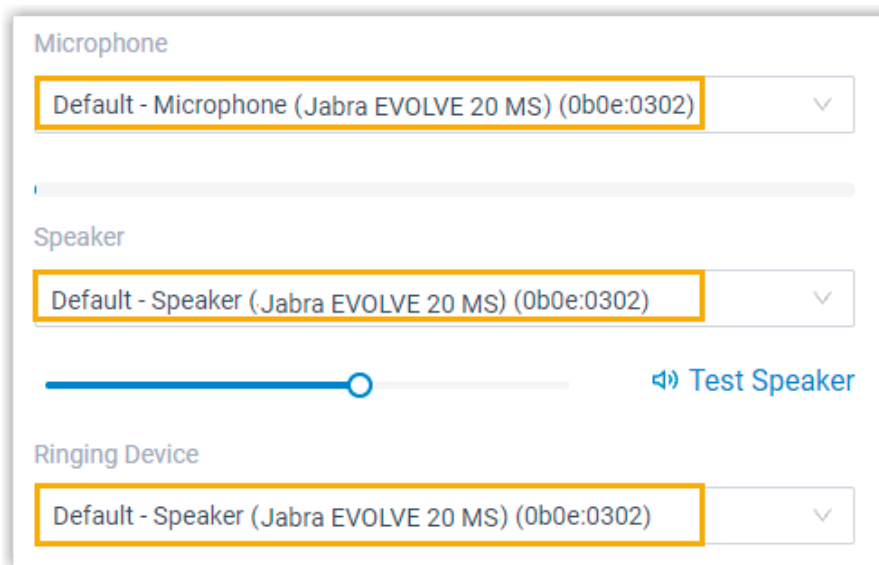 Microphone
Default - Microphone (Jabra EVOLVE 20 MS) (0b0e:0302)
Speaker
Default - Speaker (Jabra EVOLVE 20 MS) (0b0e:0302)
Test Speaker
Ringing Device
Default - Speaker (Jabra EVOLVE 20 MS) (0b0e:0302)